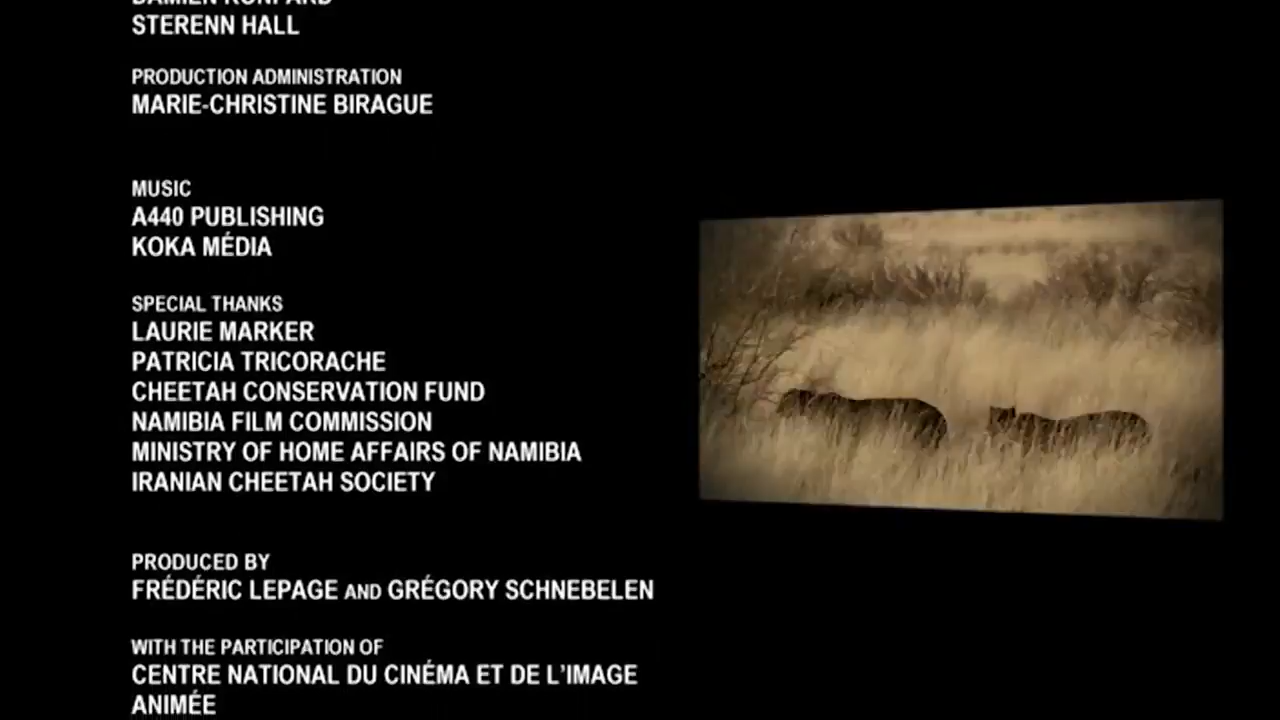 STERENN HALL
PRODUCTION ADMINISTRATION
MARIE-CHRISTINE BIRAGUE
MUSIC
A440 PUBLISHING
KOKA MÉDIA
SPECIAL THANKS
LAURIE MARKER
PATRICIA TRICORACHE
CHEETAH CONSERVATION FUND
NAMIBIA FILM COMMISSION
MINISTRY OF HOME AFFAIRS OF NAMIBIA
IRANIAN CHEETAH SOCIETY
PRODUCED BY
FRÉDÉRIC LEPAGE AND GRÉGORY SCHNEBELEN
WITH THE PARTICIPATION OF
CENTRE NATIONAL DU CINÉMA ET DE L’IMAGE
ANIMÉE